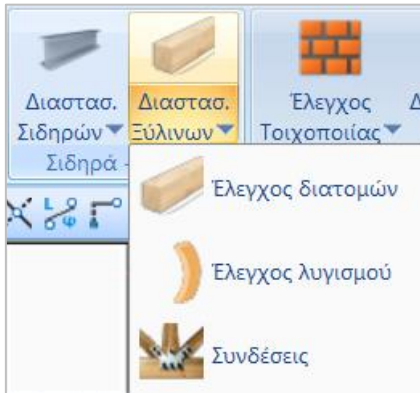 Διαστασ. Διαστασ. Έλεγχος
Σιδηρών Ξύλινων Τοιχοποιίας
Σιδηρά -
Έλεγχος διατομών
Έλεγχος λυγισμού
Συνδέσεις